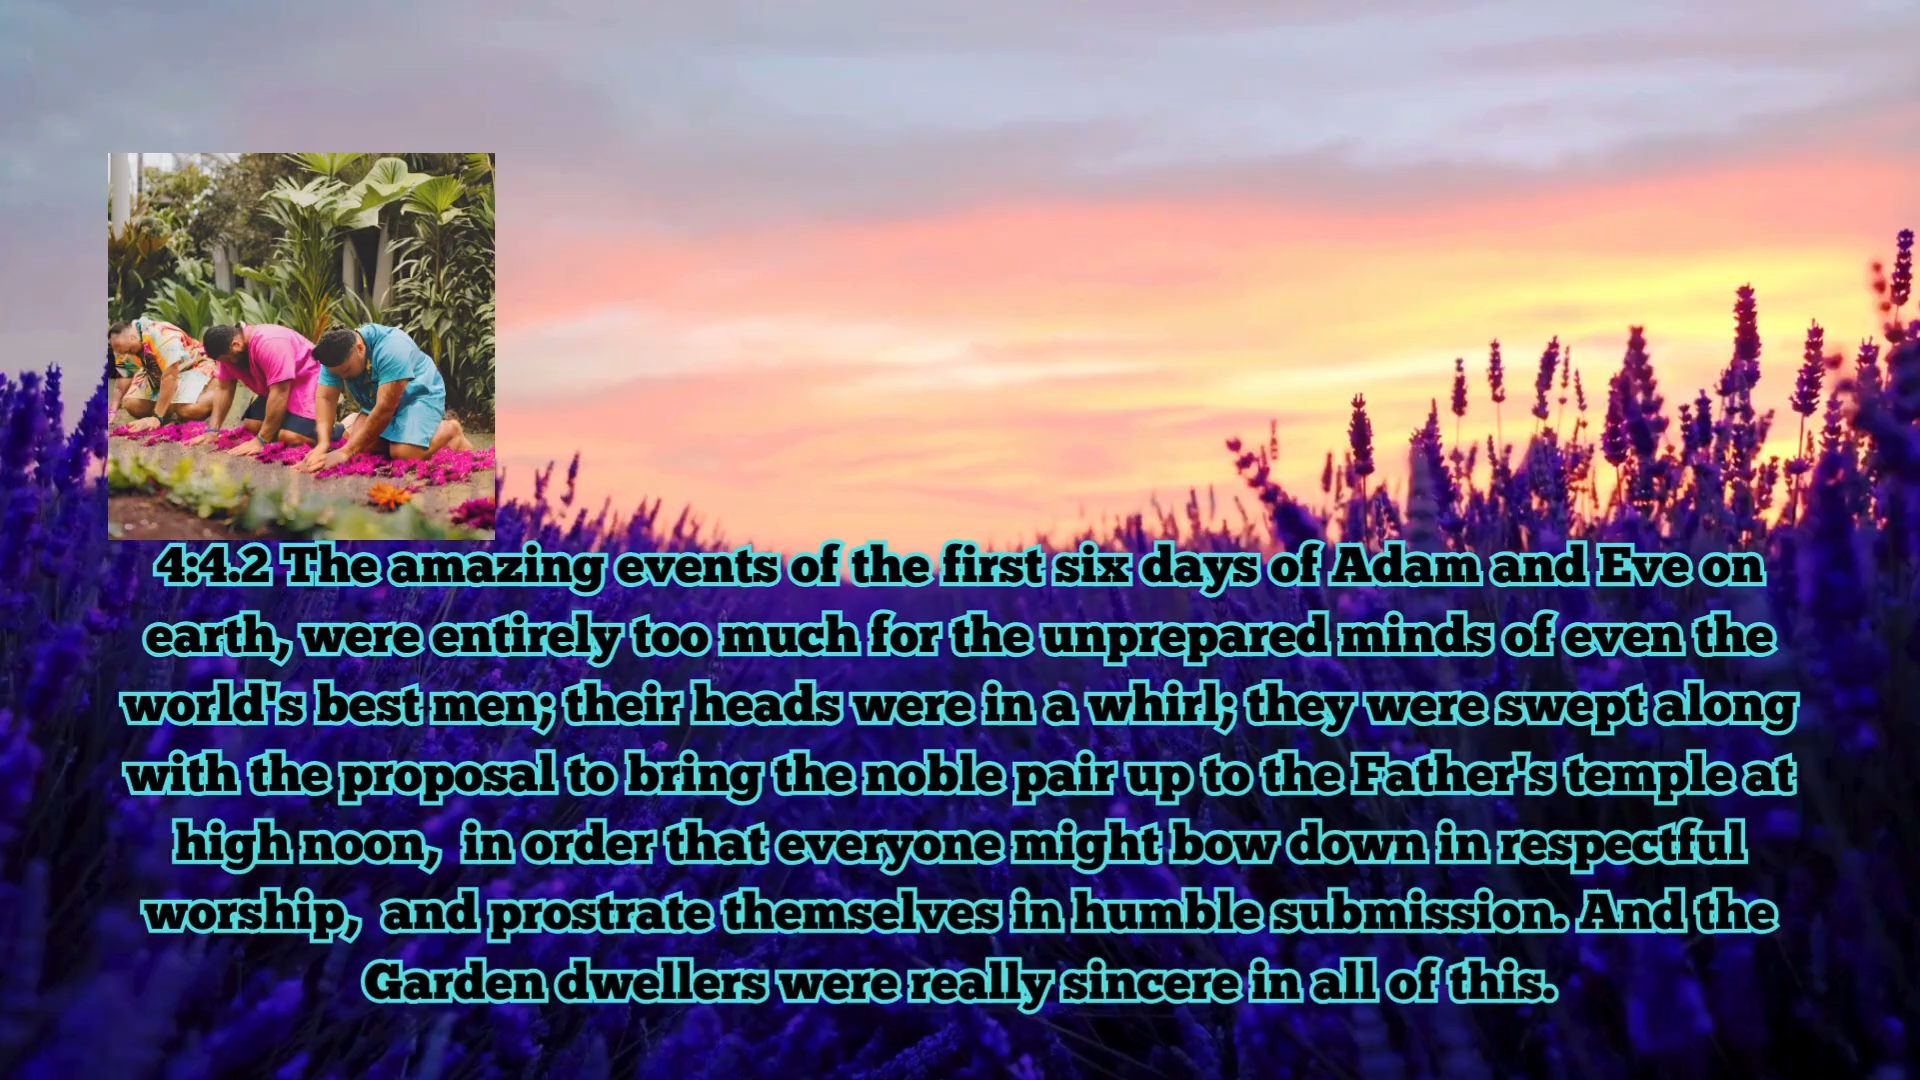 4:4.2 The amazing events of the first six days of Adam and Eve on
earth, were entirely too much for the unprepared minds of even the
world's best men; their heads were in a whirl; they were swept along
with the proposal to bring the noble pair up to the Father's temple at
high noon,  in order that everyone might bow down in respectful
worship,  and prostrate themselves in humble submission. And the
Garden dwellers were really sincere in all of this.